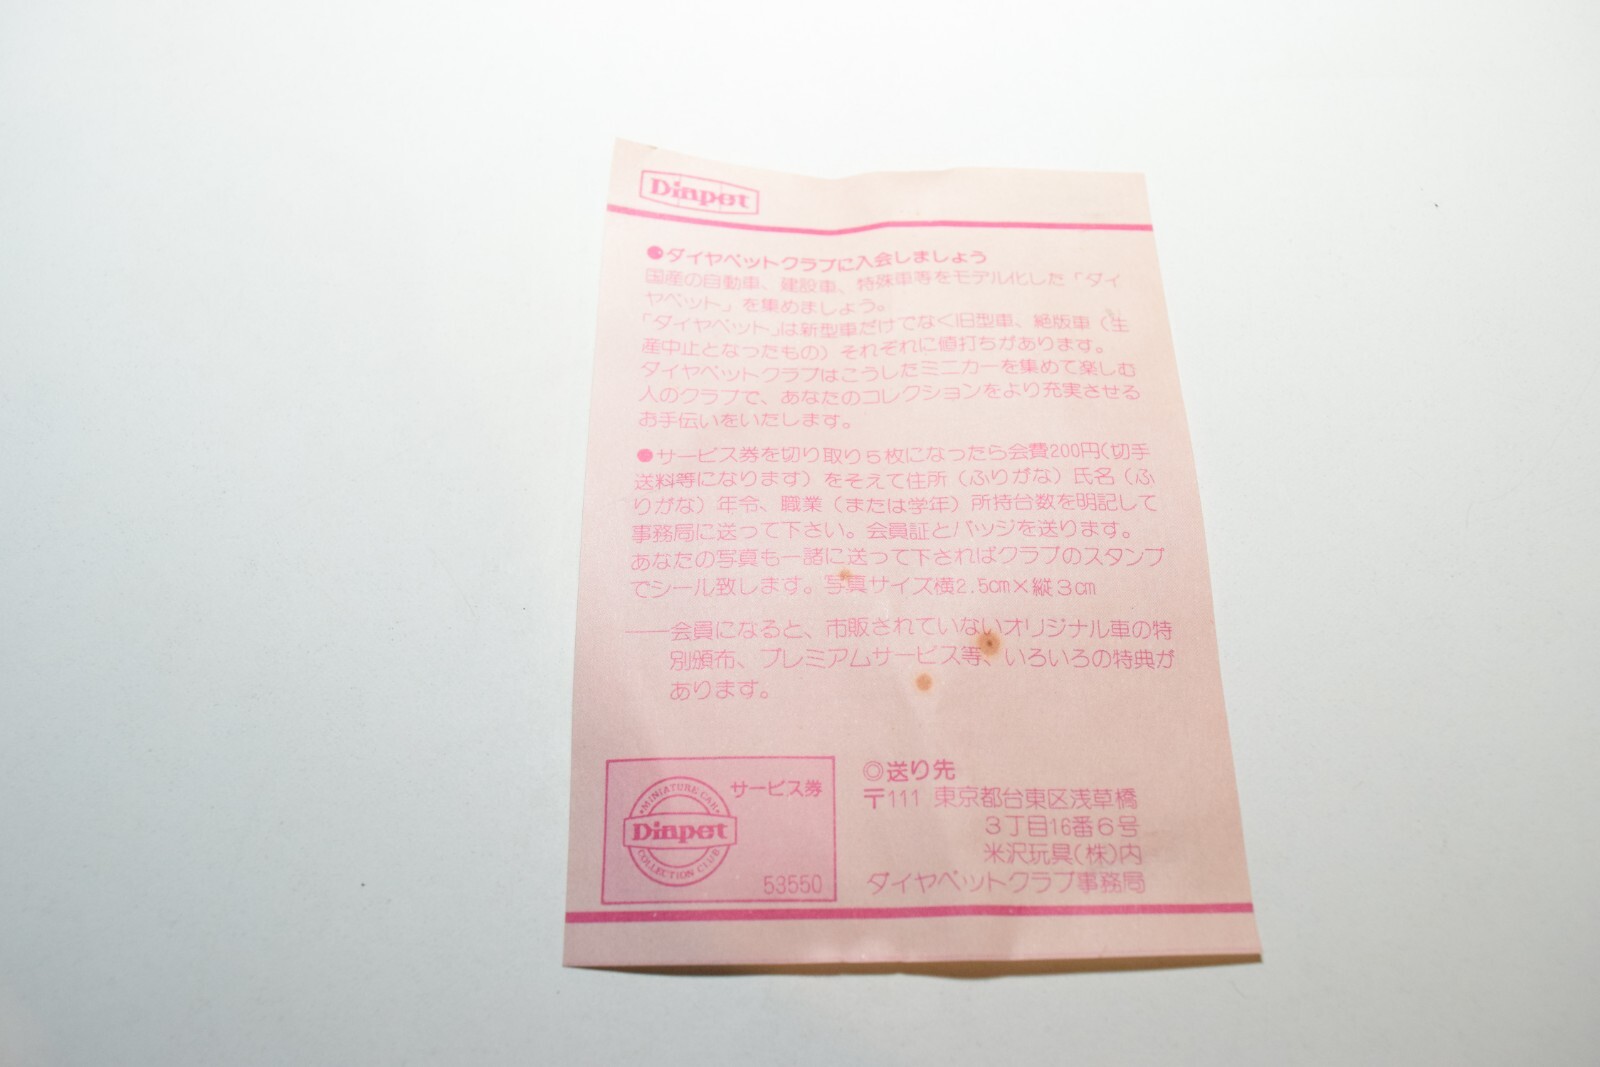 Diapet
●ダイヤペットクラブに入会しましょう
国産の自動車、建設車、特殊車等をモデル化した「ダイ
ヤペット」を集めましょう。
「ダイヤペット」は新型車だけでなく旧型車、絶版車（生
産中止となったもの）それぞれに値打ちがあります。
ダイヤペットクラブはこうしたミニカーを集めて楽しむ
人のクラブで、あなたのコレクションをより充実させる
お手伝いをいたします。
●サービス券を切り取り5枚になったら会費200円(切手
送料等になります）をそえて住所（ふりがな）氏名（ふ
りがな）年令、職業（または学年）所持台数を明記して
事務局に送って下さい。会員証とバッジを送ります。
あなたの写真も一諸に送って下さればクラブのスタンプ
でシール致します。写真サイズ横2.5cm×縦3cm
――会員になると、市販されていないオリジナル車の特
別頒布、プレミアムサービス等、いろいろの特典が
あります。
サービス券
MINIATURE CAR
Diapet
COLLECTION CLUB
53550
◎送り先
〒111 東京都台東区浅草橋
3丁目16番6号
米沢玩具(株)内
ダイヤペットクラブ事務局